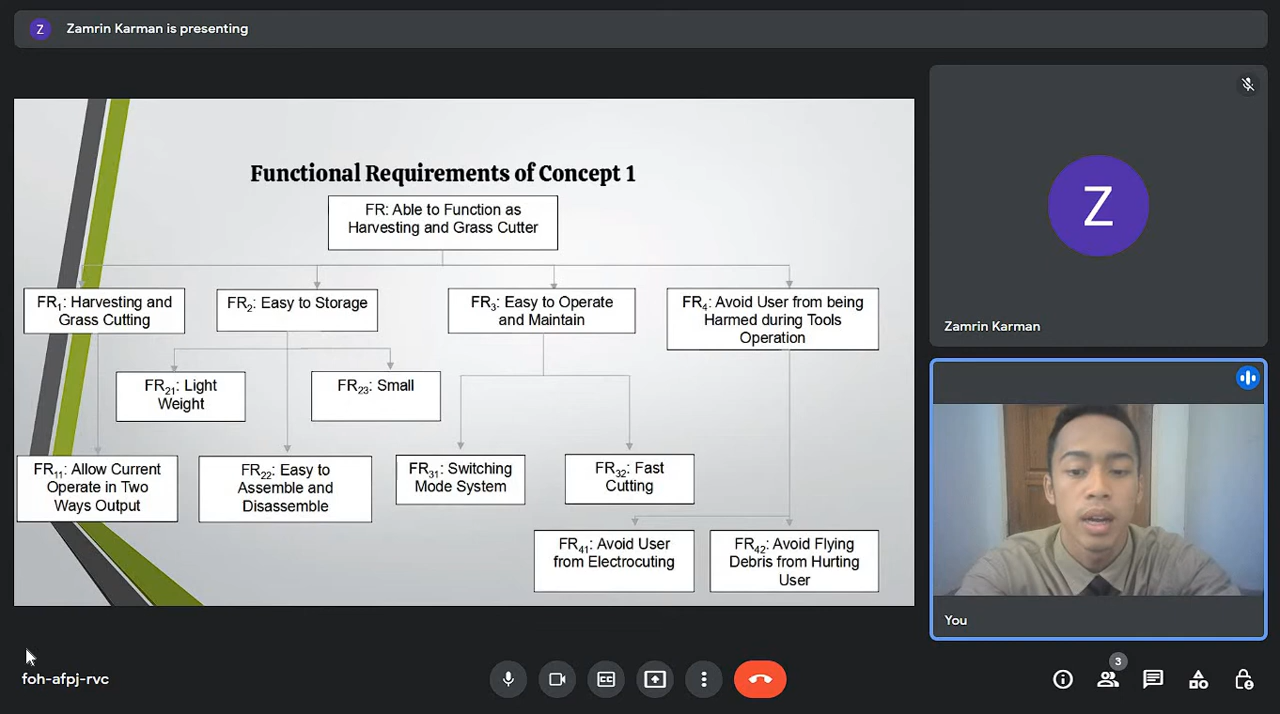 Z
Zamrin Karman is presenting
Functional Requirements of Concept 1
FR: Able to Function as
Harvesting and Grass Cutter
FR₁: Harvesting and
Grass Cutting
FR₂: Easy to Storage
FR₃: Easy to Operate
and Maintain
FR₄: Avoid User from being
Harmed during Tools
Operation
FR₂₁: Light
Weight
FR₂₃: Small
FR₁₁: Allow Current
Operate in Two
Ways Output
FR₂₂: Easy to
Assemble and
Disassemble
FR₃₁: Switching
Mode System
FR₃₂: Fast
Cutting
FR₄₁: Avoid User
from Electrocuting
FR₄₂: Avoid Flying
Debris from Hurting
User
Z
Zamrin Karman
You
foh-afpj-rvc
CC
3